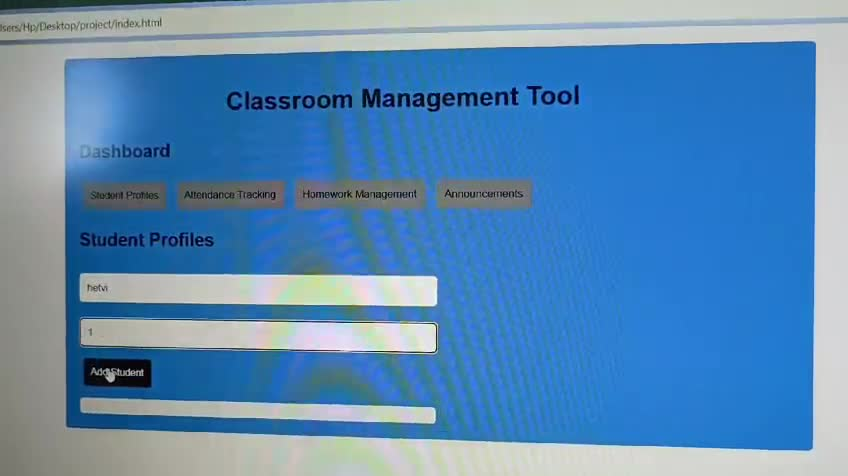 sers/Hp/Desktop/project/index.html
Classroom Management Tool
Dashboard
Student Profiles Attendance Tracking Homework Management Announcements
Student Profiles
hetvi
1
Add Student